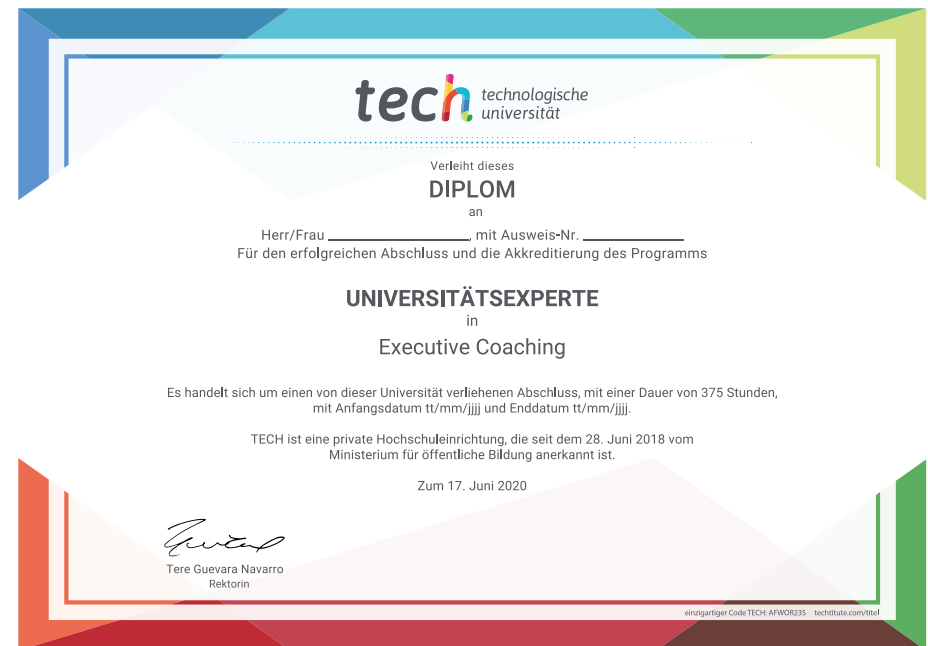 tech technologische
universität
Verleiht dieses
DIPLOM
an
Herr/Frau ____________, mit Ausweis-Nr. ____________
Für den erfolgreichen Abschluss und die Akkreditierung des Programms
UNIVERSITÄTSEXPERTE
in
Executive Coaching
Es handelt sich um einen von dieser Universität verliehenen Abschluss, mit einer Dauer von 375 Stunden,
mit Anfangsdatum tt/mm/jjjj und Enddatum tt/mm/jjjj.
TECH ist eine private Hochschuleinrichtung, die seit dem 28. Juni 2018 vom
Ministerium für öffentliche Bildung anerkannt ist.
Zum 17. Juni 2020
Tere Guevara Navarro
Rektorin
einzigartiger Code TECH: AFWOR23S techtitute.com/titel